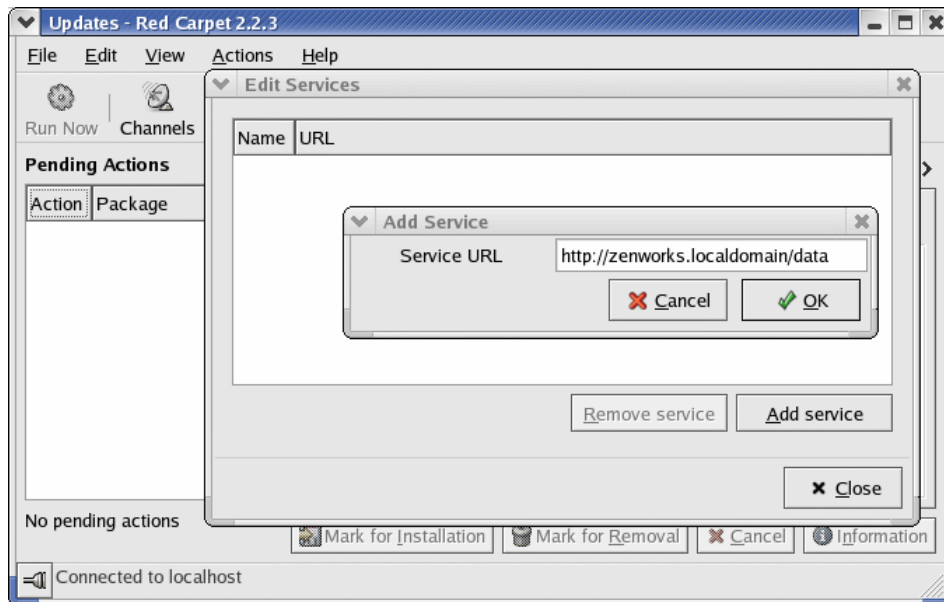 Updates - Red Carpet 2.2.3
File Edit View Actions Help
Edit Services
Run Now Channels
Name URL
Pending Actions
Action Package
Add Service
Service URL http://zenworks.localdomain/data
Cancel OK
Remove service Add service
Close
No pending actions
Mark for Installation Mark for Removal Cancel Information
Connected to localhost